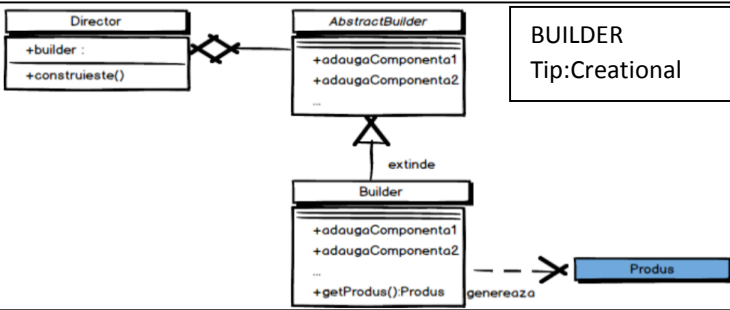 Director
+builder :
+construieste()
AbstractBuilder
+adaugaComponenta1
+adaugaComponenta2
...
BUILDER
Tip:Creational
extinde
Builder
+adaugaComponenta1
+adaugaComponenta2
...
+getProdus():Produs
genereaza
Produs